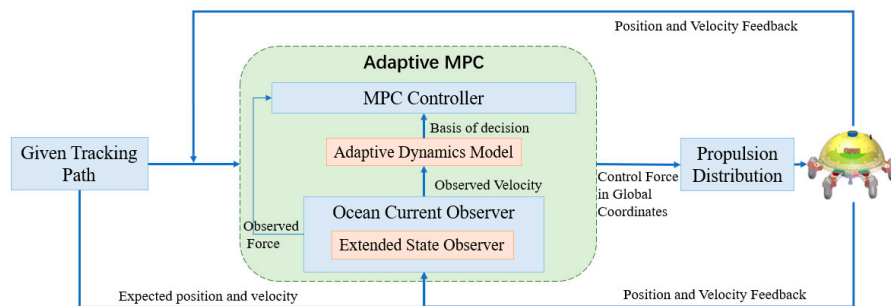 Position and Velocity Feedback
Adaptive MPC
MPC Controller
Basis of decision
Given Tracking
Path
Adaptive Dynamics Model
Propulsion
Distribution
Control Force
in Global
Coordinates
Observed Velocity
Ocean Current Observer
Observed
Force
Extended State Observer
Expected position and velocity
Position and Velocity Feedback